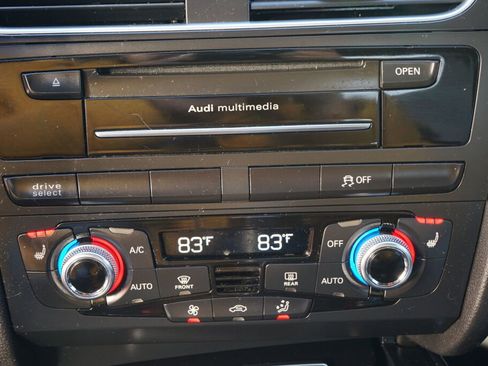 OPEN
Audi multimedia
drive select
OFF
A/C
83°F
83°F
OFF
AUTO
FRONT
REAR
AUTO